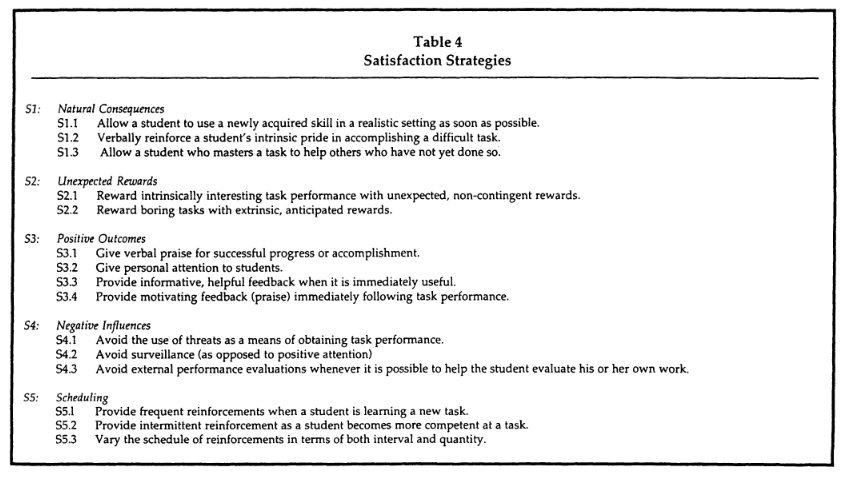 Table 4
Satisfaction Strategies
S1: Natural Consequences
S1.1 Allow a student to use a newly acquired skill in a realistic setting as soon as possible.
S1.2 Verbally reinforce a student's intrinsic pride in accomplishing a difficult task.
S1.3 Allow a student who masters a task to help others who have not yet done so.
S2: Unexpected Rewards
S2.1 Reward intrinsically interesting task performance with unexpected, non-contingent rewards.
S2.2 Reward boring tasks with extrinsic, anticipated rewards.
S3: Positive Outcomes
S3.1 Give verbal praise for successful progress or accomplishment.
S3.2 Give personal attention to students.
S3.3 Provide informative, helpful feedback when it is immediately useful.
S3.4 Provide motivating feedback (praise) immediately following task performance.
S4: Negative Influences
S4.1 Avoid the use of threats as a means of obtaining task performance.
S4.2 Avoid surveillance (as opposed to positive attention)
S4.3 Avoid external performance evaluations whenever it is possible to help the student evaluate his or her own work.
S5: Scheduling
S5.1 Provide frequent reinforcements when a student is learning a new task.
S5.2 Provide intermittent reinforcement as a student becomes more competent at a task.
S5.3 Vary the schedule of reinforcements in terms of both interval and quantity.